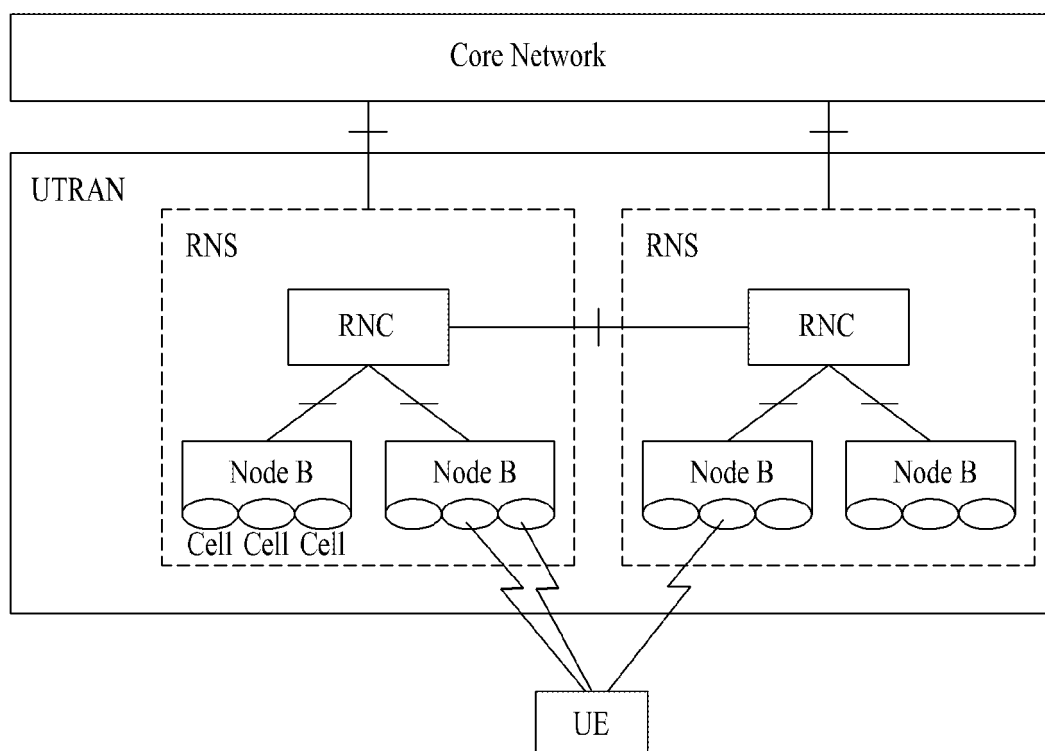 Core Network
UTRAN
RNS
RNS
RNC
RNC
Node B
Node B
Node B
Node B
Cell Cell Cell
UE